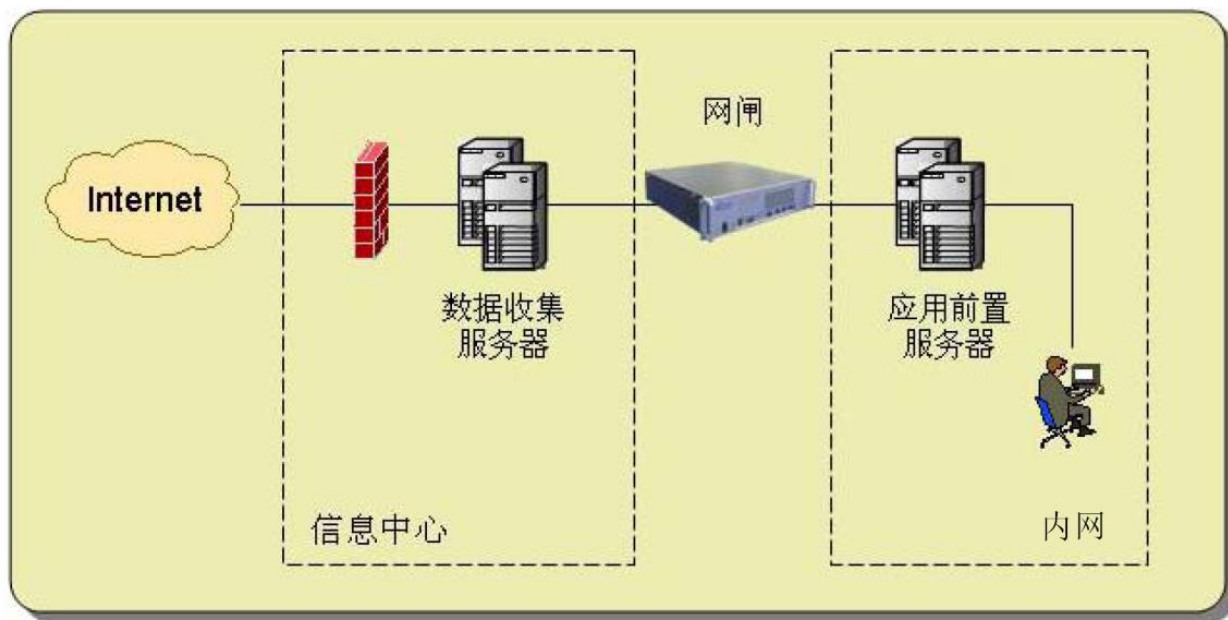 网闸
Internet
数据收集
服务器
应用前置
服务器
信息中心
内网